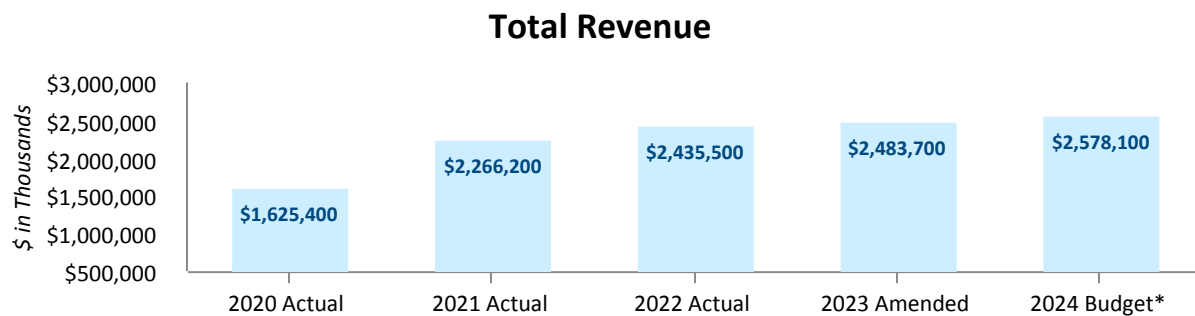 Total Revenue
$ in Thousands
$3,000,000
$2,500,000
$2,000,000
$1,500,000
$1,000,000
$500,000
$1,625,400
$2,266,200
$2,435,500
$2,483,700
$2,578,100
2020 Actual
2021 Actual
2022 Actual
2023 Amended
2024 Budget*